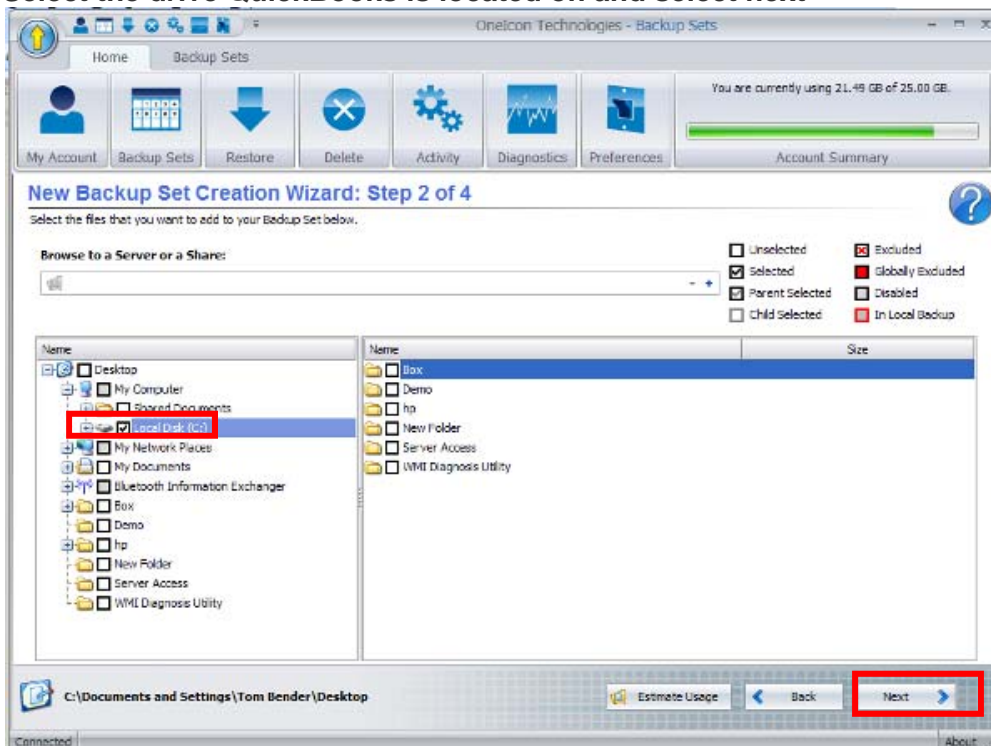 Select the drive QuickBooks is located on and select next
OneIcon Technologies - Backup Sets
Home Backup Sets
You are currently using 21.49 GB of 25.00 GB.
My Account Backup Sets Restore Delete Activity Diagnostics Preferences Account Summary
New Backup Set Creation Wizard: Step 2 of 4
Select the files that you want to add to your Backup Set below.
Browse to a Server or a Share:
Unselected Excluded
Selected Globally Excluded
Parent Selected Disabled
Child Selected In Local Backup
Name
Desktop
My Computer
Shared Documents
Local Disk (C:)
My Network Places
My Documents
Bluetooth Information Exchanger
Box
Demo
hp
New Folder
Server Access
WMI Diagnosis Utility
Name Size
Box
Demo
hp
New Folder
Server Access
WMI Diagnosis Utility
C:\Documents and Settings\Tom Bender\Desktop
Estimate Usage Back Next
Connected About